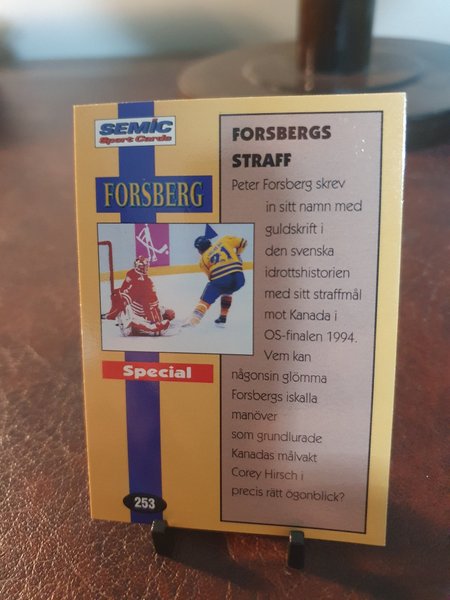 SEMIC
Sport Cards
FORSBERG
21
Special
253
FORSBERGS
STRAFF
Peter Forsberg skrev
in sitt namn med
guldskrift i
den svenska
idrottshistorien
med sitt straffmål
mot Kanada i
OS-finalen 1994.
Vem kan
någonsin glömma
Forsbergs iskalla
manöver
som grundlurade
Kanadas målvakt
Corey Hirsch i
precis rätt ögonblick?